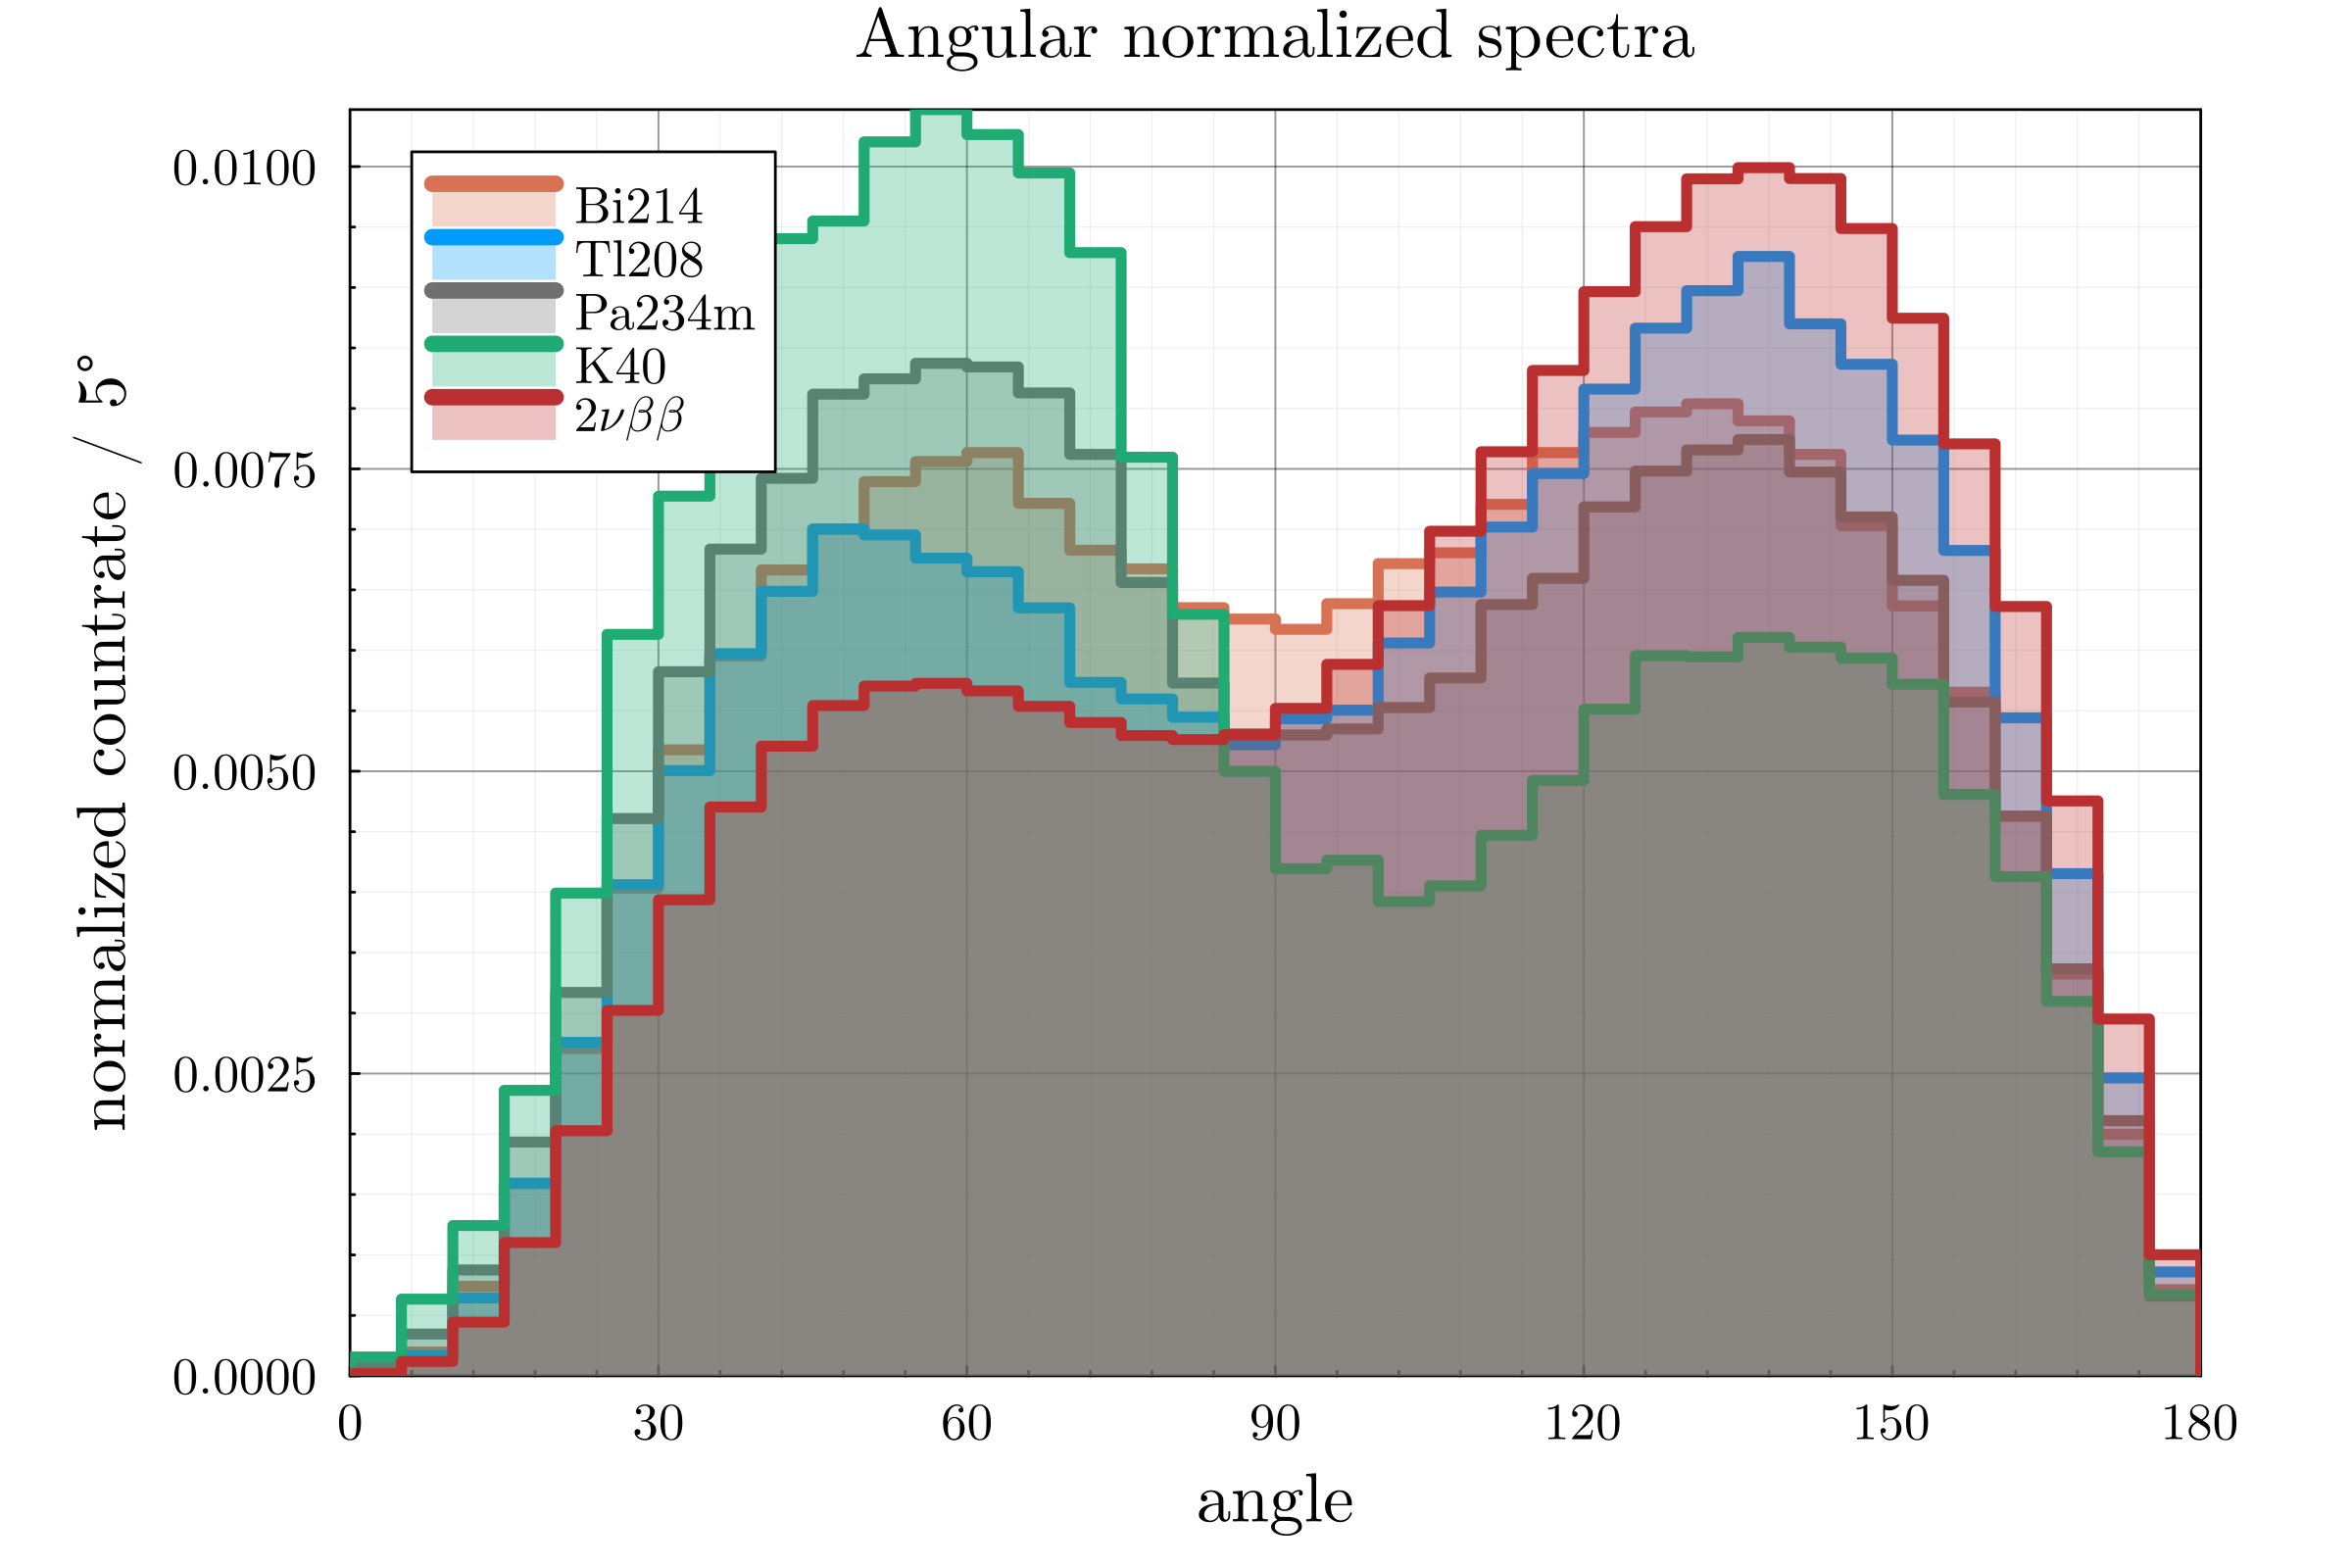 Angular normalized spectra
normalized countrate / 5°
0.0100
0.0075
0.0050
0.0025
0.0000
Bi214
Tl208
Pa234m
K40
2νββ
0 30 60 90 120 150 180
angle